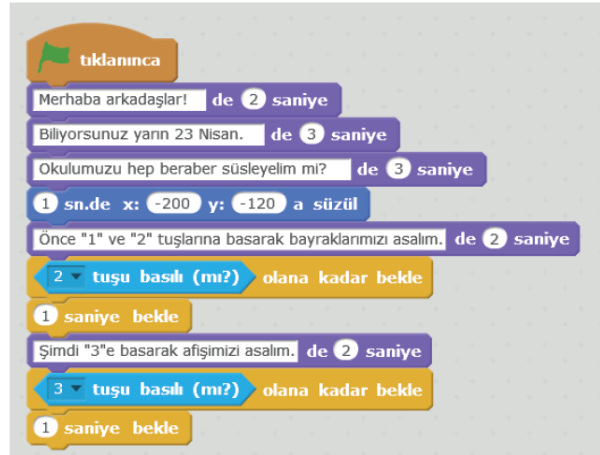 tıklanınca
Merhaba arkadaşlar! de 2 saniye
Biliyorsunuz yarın 23 Nisan. de 3 saniye
Okulumuzu hep beraber süsleyelim mi? de 3 saniye
1 sn.de x: -200 y: -120 a süzül
Önce "1" ve "2" tuşlarına basarak bayraklarımızı asalım. de 2 saniye
2 tuşu basılı (mı?) olana kadar bekle
1 saniye bekle
Şimdi "3"e basarak afişimizi asalım. de 2 saniye
3 tuşu basılı (mı?) olana kadar bekle
1 saniye bekle